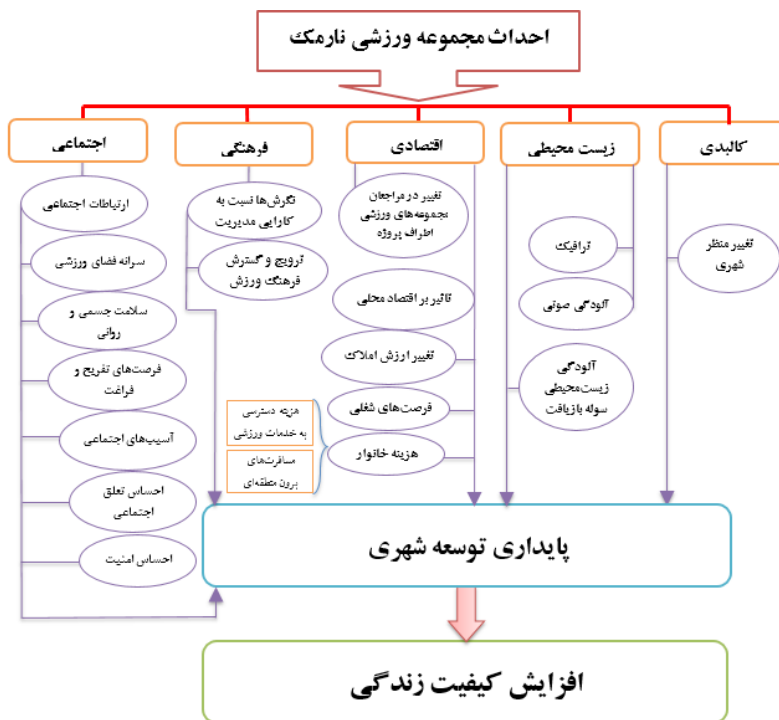 احداث مجموعه ورزشی نارمک
کالبدی
زیست محیطی
اقتصادی
فرهنگی
اجتماعی
تغییر منظر
شهری
ترافیک
آلودگی صوتی
آلودگی
زیست‌محیطی
سوله بازیافت
تغییر در مراجعان
مجموعه‌های ورزشی
اطراف پروژه
تاثیر بر اقتصاد محلی
تغییر ارزش املاک
فرصت‌های شغلی
هزینه خانوار
هزینه دسترسی
به خدمات ورزشی
مسافرت‌های
برون منطقه‌ای
نگرش‌ها نسبت به
کارایی مدیریت
ترویج و گسترش
فرهنگ ورزش
ارتباطات اجتماعی
سرانه فضای ورزشی
سلامت جسمی و
روانی
فرصت‌های تفریح و
فراغت
آسیب‌های اجتماعی
احساس تعلق
اجتماعی
احساس امنیت
پایداری توسعه شهری
افزایش کیفیت زندگی